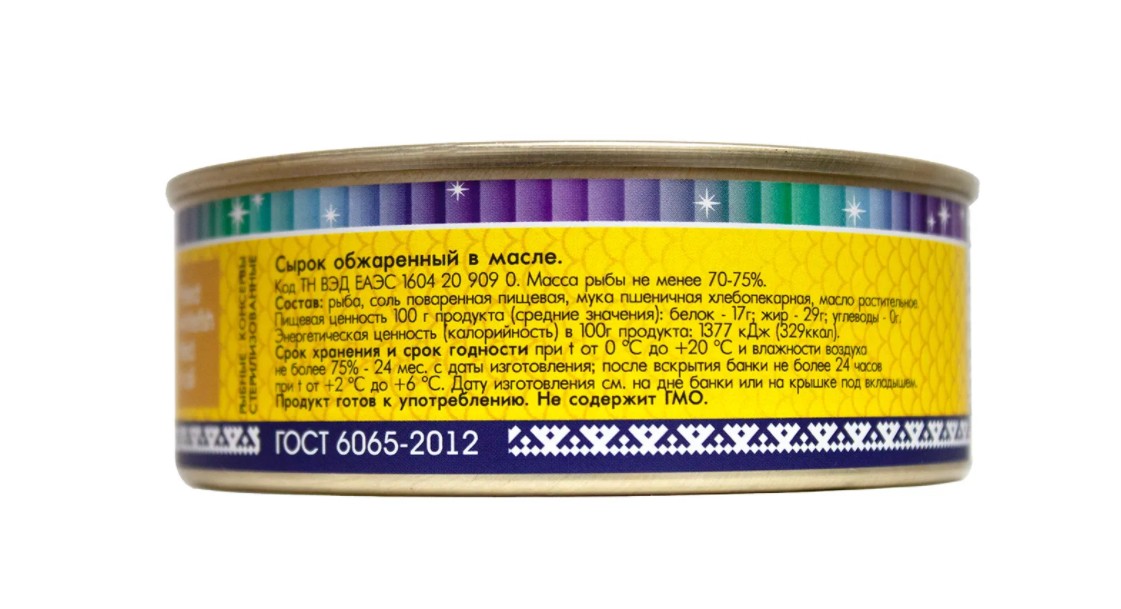 Сырок обжаренный в масле.
Код ТН ВЭД ЕАЭС 1604 20 909 0. Масса рыбы не менее 70-75%.
Состав: рыба, соль поваренная пищевая, мука пшеничная хлебопекарная, масло растительное.
Пищевая ценность 100 г продукта (средние значения): белок - 17г; жир - 29г; углеводы - 0г.
Энергетическая ценность (калорийность) в 100г продукта: 1377 кДж (329ккал).
Срок хранения и срок годности при t от 0 °С до +20 °С и влажности воздуха
не более 75% - 24 мес. с даты изготовления; после вскрытия банки не более 24 часов
при t от +2 °С до +6 °С. Дату изготовления см. на дне банки или на крышке под вкладышем.
Продукт готов к употреблению. Не содержит ГМО.
РЫБНЫЕ КОНСЕРВЫ
СТЕРИЛИЗОВАННЫЕ
ГОСТ 6065-2012